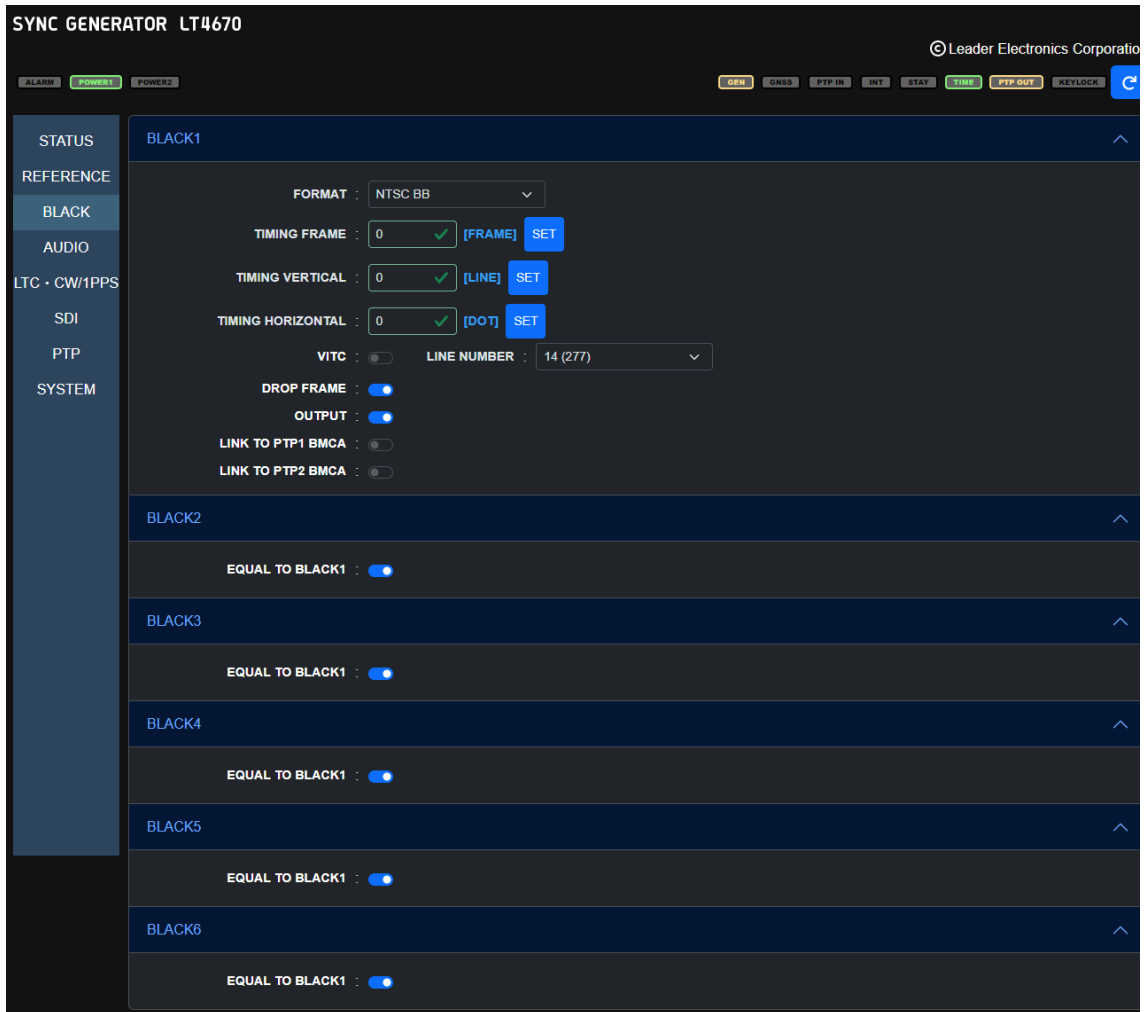 SYNC GENERATOR LT4670
©Leader Electronics Corporatio
ALARM POWER1 POWER2 GEN GNSS PTP IN INT STAY TIME PTP OUT KEYLOCK
STATUS
REFERENCE
BLACK
AUDIO
LTC・CW/1PPS
SDI
PTP
SYSTEM
BLACK1
FORMAT : NTSC BB
TIMING FRAME : 0 [FRAME] SET
TIMING VERTICAL : 0 [LINE] SET
TIMING HORIZONTAL : 0 [DOT] SET
VITC : LINE NUMBER : 14 (277)
DROP FRAME :
OUTPUT :
LINK TO PTP1 BMCA :
LINK TO PTP2 BMCA :
BLACK2
EQUAL TO BLACK1 :
BLACK3
EQUAL TO BLACK1 :
BLACK4
EQUAL TO BLACK1 :
BLACK5
EQUAL TO BLACK1 :
BLACK6
EQUAL TO BLACK1 :